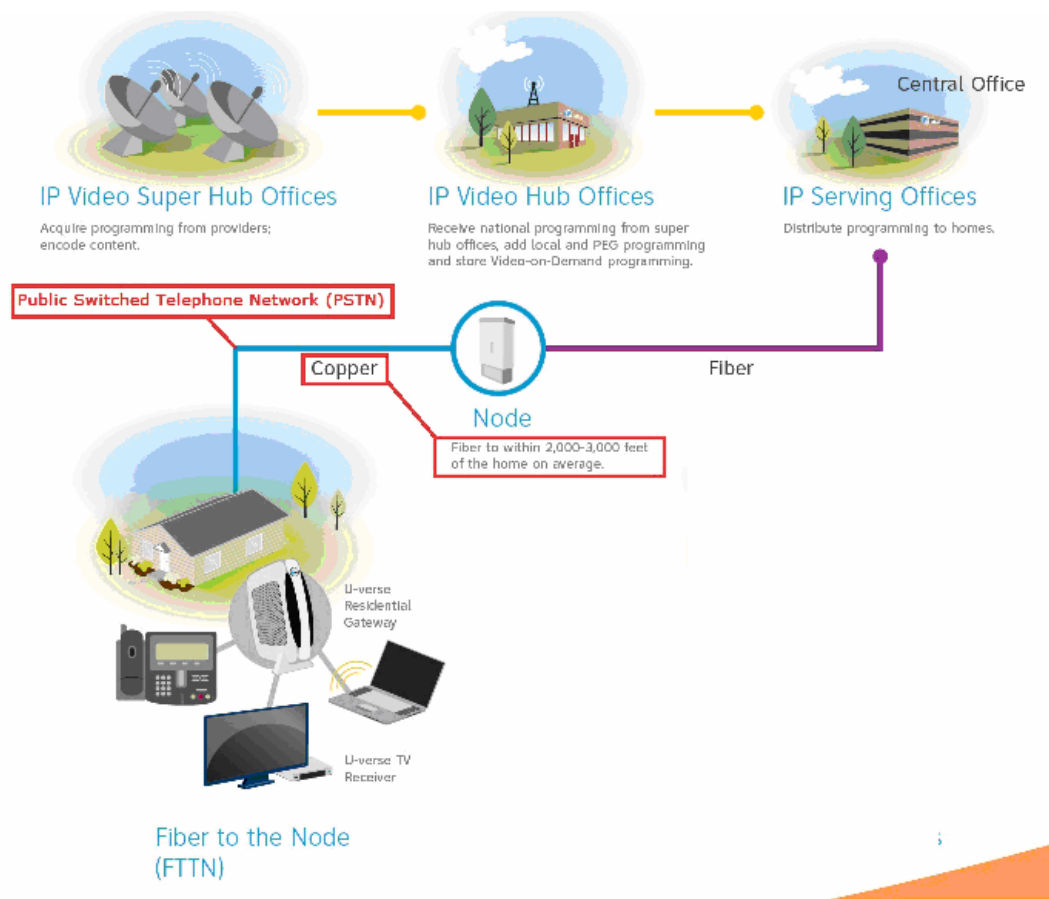 Central Office
IP Video Super Hub Offices
Acquire programming from providers;
encode content.
IP Video Hub Offices
Receive national programming from super
hub offices, add local and PEG programming
and store Video-on-Demand programming.
IP Serving Offices
Distribute programming to homes.
Public Switched Telephone Network (PSTN)
Copper
Fiber
Node
Fiber to within 2,000-3,000 feet
of the home on average.
U-verse
Residential
Gateway
U-verse TV
Receiver
Fiber to the Node
(FTTN)